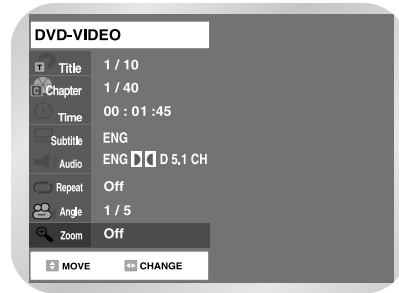 DVD-VIDEO
T Title 1 / 10
C Chapter 1 / 40
Time 00 : 01 :45
Subtitle ENG
Audio ENG D 5.1 CH
Repeat Off
Angle 1 / 5
Zoom Off
MOVE CHANGE